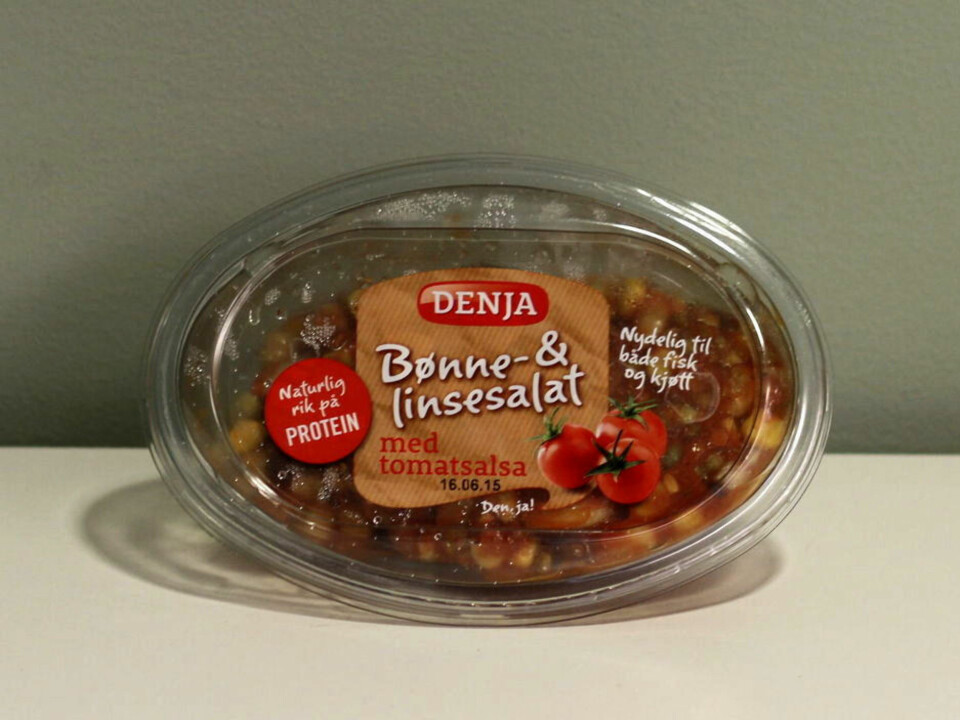 DENJA
Bønne- &
linsesalat
med
tomatsalsa
16.06.15
Den, ja!
Naturlig
rik på
PROTEIN
Nydelig til
både fisk
og kjøtt